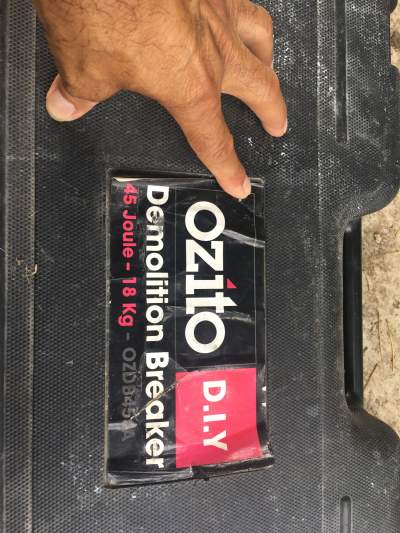 ozito D.I.Y
Demolition Breaker
45 Joule - 18 Kg -